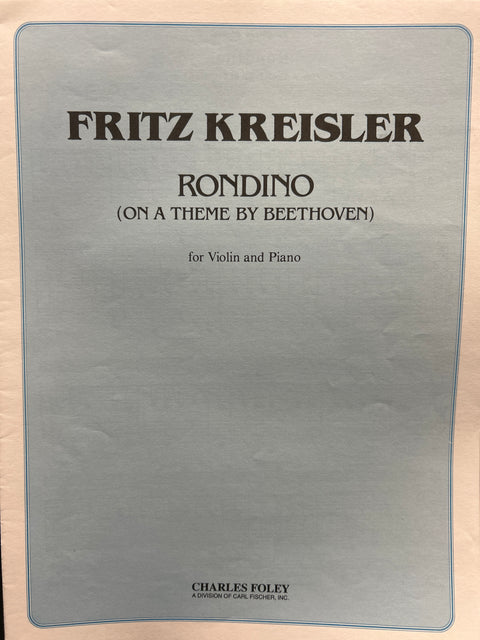 FRITZ KREISLER
RONDINO
(ON A THEME BY BEETHOVEN)
for Violin and Piano
CHARLES FOLEY
A DIVISION OF CARL FISCHER, INC.